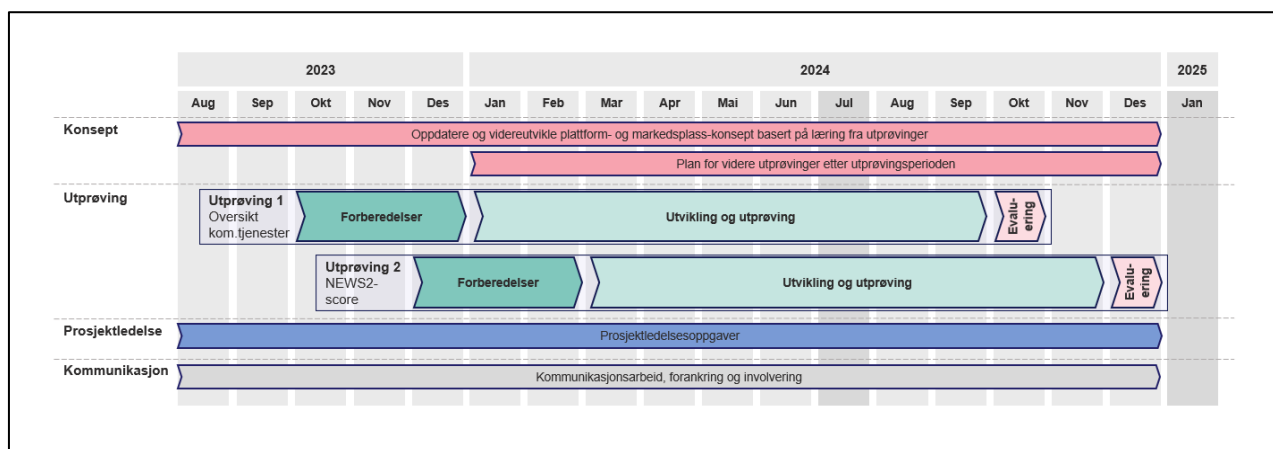 2023
2024
2025
Aug Sep Okt Nov Des Jan Feb Mar Apr Mai Jun Jul Aug Sep Okt Nov Des Jan
Konsept
Oppdatere og videreutvikle plattform- og markedsplass-konsept basert på læring fra utprøvinger
Plan for videre utprøvinger etter utprøvingsperioden
Utprøving
Utprøving 1
Oversikt
kom.tjenester
Forberedelser
Utvikling og utprøving
Evalu-
ering
Utprøving 2
NEWS2-
score
Forberedelser
Utvikling og utprøving
Evalu-
ering
Prosjektledelse
Prosjektledelsesoppgaver
Kommunikasjon
Kommunikasjonsarbeid, forankring og involvering